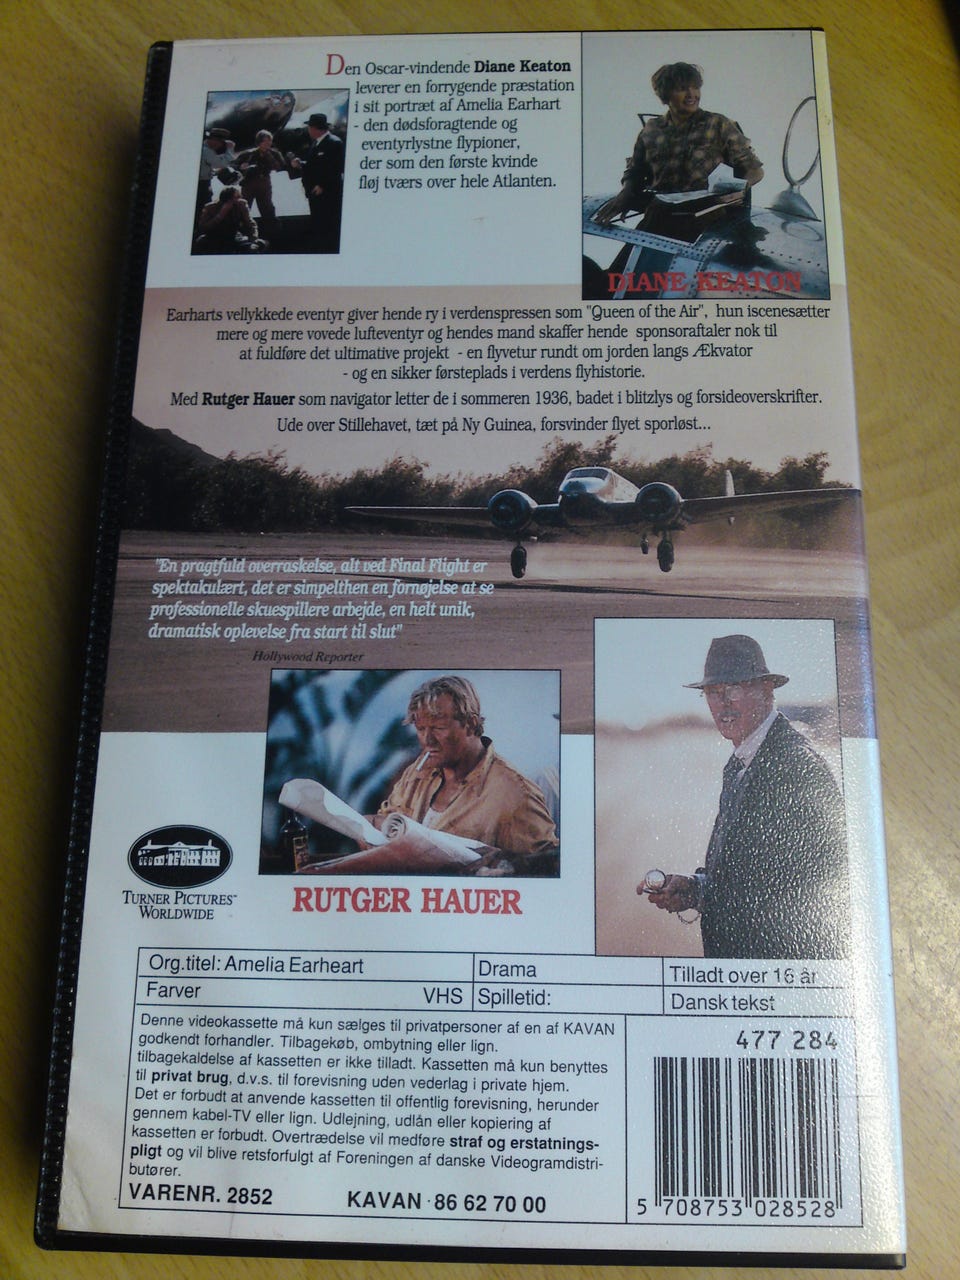 Den Oscar-vindende Diane Keaton
leverer en forrygende præstation
i sit portræt af Amelia Earhart
- den dødsforagtende og
eventyrlystne flypioner,
der som den første kvinde
fløj tværs over hele Atlanten.
DIANE KEATON
Earharts vellykkede eventyr giver hende ry i verdenspressen som "Queen of the Air", hun iscenesætter
mere og mere vovede lufteventyr og hendes mand skaffer hende sponsoraftaler nok til
at fuldføre det ultimative projekt - en flyvetur rundt om jorden langs Ækvator
- og en sikker førsteplads i verdens flyhistorie.
Med Rutger Hauer som navigator letter de i sommeren 1936, badet i blitzlys og forsideoverskrifter.
Ude over Stillehavet, tæt på Ny Guinea, forsvinder flyet sporløst...
"En pragtfuld overraskelse, alt ved Final Flight er
spektakulært, det er simpelthen en fornøjelse at se
professionelle skuespillere arbejde, en helt unik,
dramatisk oplevelse fra start til slut"
Hollywood Reporter
RUTGER HAUER
TURNER PICTURES™
WORLDWIDE
Org.titel: Amelia Earheart
Drama
Tilladt over 16 år
Farver
VHS
Spilletid:
Dansk tekst
Denne videokassette må kun sælges til privatpersoner af en af KAVAN
godkendt forhandler. Tilbagekøb, ombytning eller lign.
tilbagekaldelse af kassetten er ikke tilladt. Kassetten må kun benyttes
til privat brug, d.v.s. til forevisning uden vederlag i private hjem.
Det er forbudt at anvende kassetten til offentlig forevisning, herunder
gennem kabel-TV eller lign. Udlejning, udlån eller kopiering af
kassetten er forbudt. Overtrædelse vil medføre straf og erstatnings-
pligt og vil blive retsforfulgt af Foreningen af danske Videogramdistri-
butører.
VARENR. 2852
KAVAN · 86 62 70 00
477 284
5 708753 028528